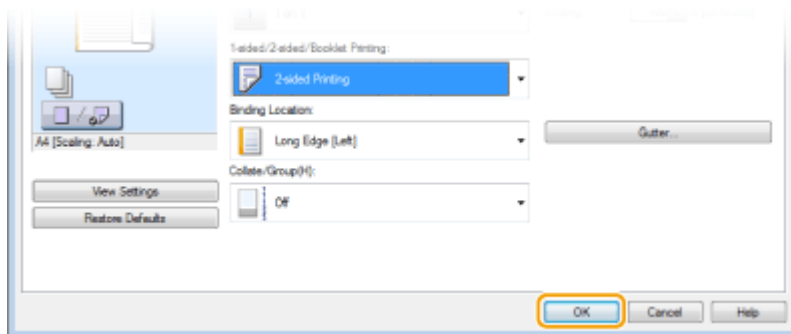 1-sided/2-sided/Booklet Printing:
2-sided Printing
Binding Location:
Long Edge [Left]
Gutter...
A4 [Scaling: Auto]
Collate/Group(H):
Off
View Settings
Restore Defaults
OK
Cancel
Help